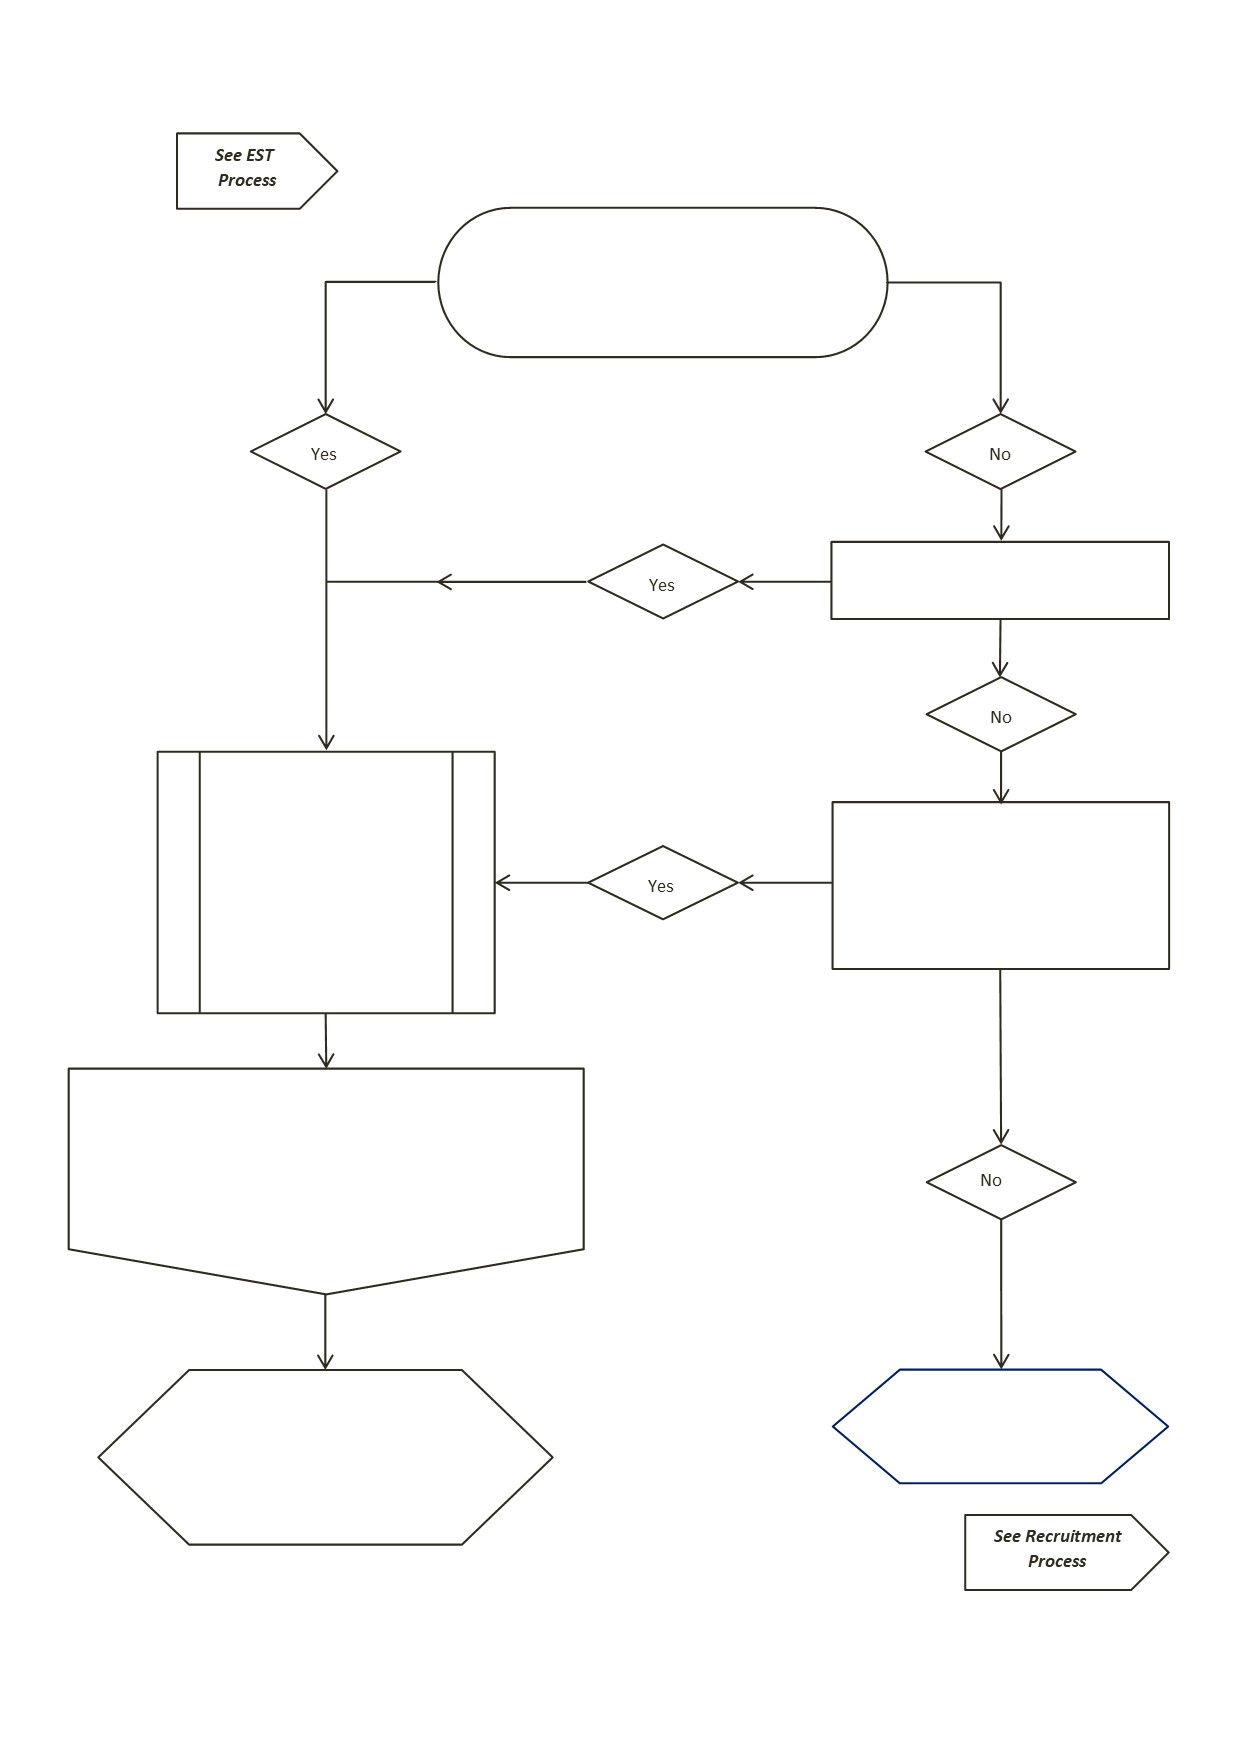 See EST
Process
Yes
No
Yes
No
Yes
No
See Recruitment
Process